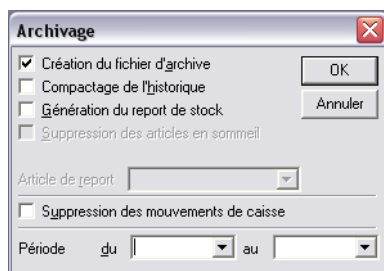 Archivage
Création du fichier d'archive
OK
Compactage de l'historique
Génération du report de stock
Annuler
Suppression des articles en sommeil
Article de report
Suppression des mouvements de caisse
Période du au